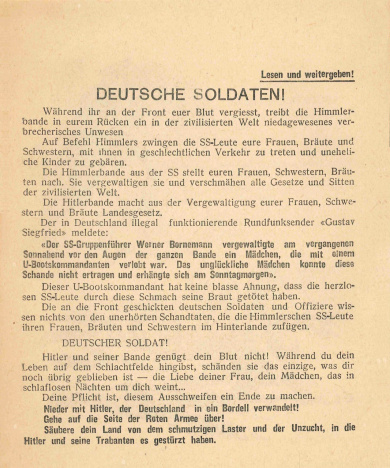 Lesen und weitergeben!
DEUTSCHE SOLDATEN!
Während ihr an der Front euer Blut vergiesst, treibt die Himmler-
bande in eurem Rücken ein in der zivilisierten Welt niedagewesenes ver-
brecherisches Unwesen
Auf Befehl Himmlers zwingen die SS-Leute eure Frauen, Bräute und
Schwestern, mit ihnen in geschlechtlichen Verkehr zu treten und uneheli-
che Kinder zu gebären.
Die Himmlerbande aus der SS stellt euren Frauen, Schwestern, Bräu-
ten nach. Sie vergewaltigen sie und verschmähen alle Gesetze und Sitten
der zivilisierten Welt.
Die Hitlerbande macht aus der Vergewaltigung eurer Frauen, Schwe-
stern und Bräute Landesgesetz.
Der in Deutschland illegal funktionierende Rundfunksender «Gustav
Siegfried» meldete:
«Der SS-Gruppenführer Werner Bornemann vergewaltigte am vergangenen
Sonnabend vor den Augen der ganzen Bande ein Mädchen, die mit einem
U-Bootskommandanten verlobt war. Das unglückliche Mädchen konnte diese
Schande nicht ertragen und erhängte sich am Sonntagmorgen».
Dieser U-Bootskommandant hat keine blasse Ahnung, dass die herzlo-
sen SS-Leute durch diese Schmach seine Braut getötet haben.
Die an die Front geschickten deutschen Soldaten und Offiziere wis-
sen nichts von den unerhörten Schandtaten, die die Himmlerschen SS-Leute
ihren Frauen, Bräuten und Schwestern im Hinterlande zufügen.
DEUTSCHER SOLDAT!
Hitler und seiner Bande genügt dein Blut nicht! Während du dein
Leben auf dem Schlachtfelde hingibst, schänden sie das einzige, was dir
noch übrig geblieben ist — die Liebe deiner Frau, dein Mädchen, das in
schlaflosen Nächten um dich weint...
Deine Pflicht ist, diesem Ausschweifen ein Ende zu machen.
Nieder mit Hitler, der Deutschland in ein Bordell verwandelt!
Gehe auf die Seite der Roten Armee über!
Säubere dein Land von dem schmutzigen Laster und der Unzucht, in die
Hitler und seine Trabanten es gestürzt haben.